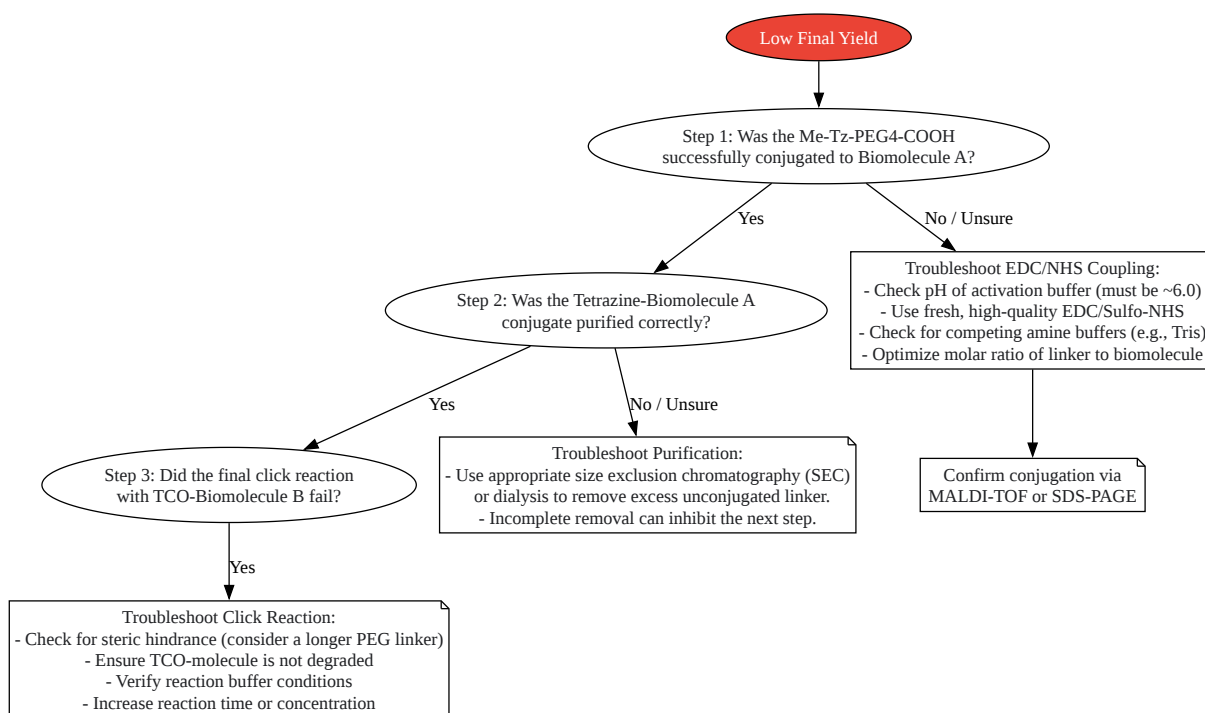 Low Final Yield
Step 1: Was the Me-Tz-PEG4-COOH
successfully conjugated to Biomolecule A?
Yes
No / Unsure
Troubleshoot EDC/NHS Coupling:
- Check pH of activation buffer (must be ~6.0)
- Use fresh, high-quality EDC/Sulfo-NHS
- Check for competing amine buffers (e.g., Tris)
- Optimize molar ratio of linker to biomolecule
Step 2: Was the Tetrazine-Biomolecule A
conjugate purified correctly?
Yes
No / Unsure
Step 3: Did the final click reaction
with TCO-Biomolecule B fail?
Troubleshoot Purification:
- Use appropriate size exclusion chromatography (SEC)
or dialysis to remove excess unconjugated linker.
- Incomplete removal can inhibit the next step.
Confirm conjugation via
MALDI-TOF or SDS-PAGE
Yes
Troubleshoot Click Reaction:
- Check for steric hindrance (consider a longer PEG linker)
- Ensure TCO-molecule is not degraded
- Verify reaction buffer conditions
- Increase reaction time or concentration